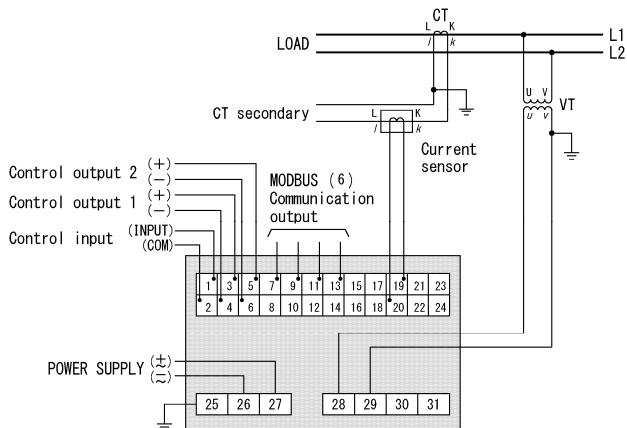 CT
L K
l k
LOAD
L1
L2
U V
u v
VT
CT secondary
L K
l k
Current
sensor
Control output 2 (+)
(−)
Control output 1 (+)
(−)
Control input (INPUT)
(COM)
MODBUS (6)
Communication
output
1 3 5 7 9 11 13 15 17 19 21 23
2 4 6 8 10 12 14 16 18 20 22 24
POWER SUPPLY (±)
(~)
25 26 27
28 29 30 31